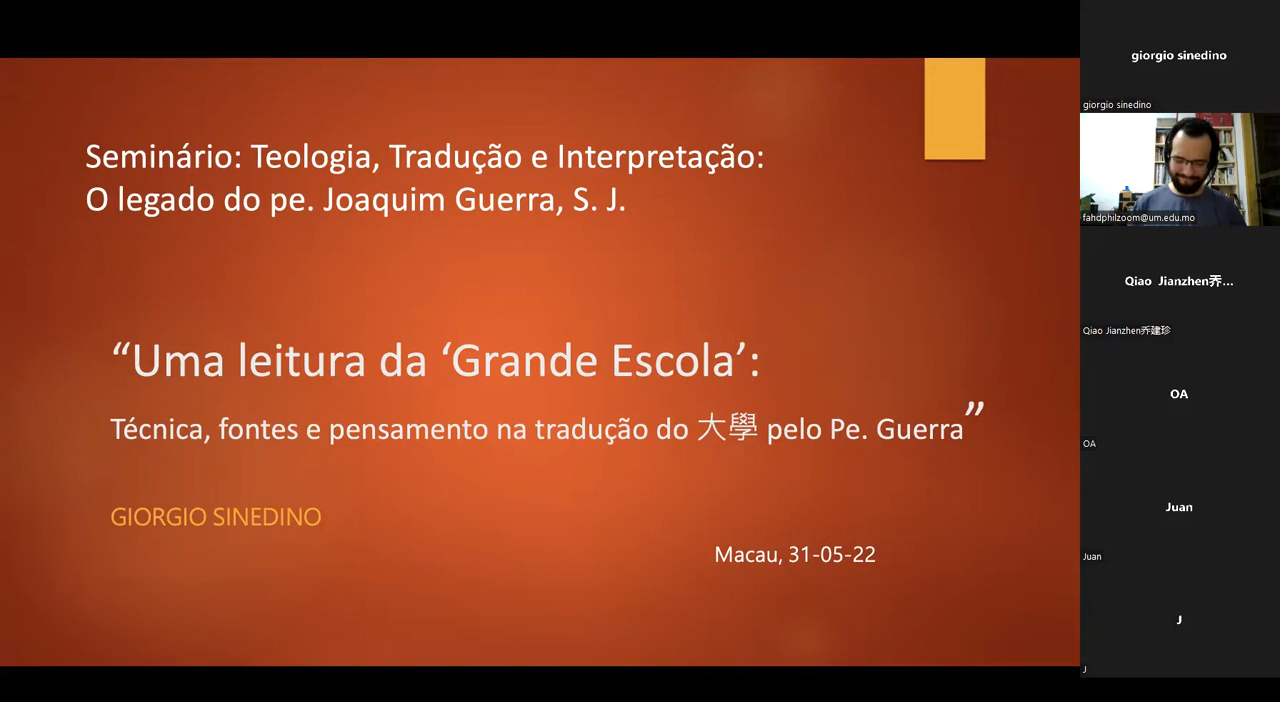 Seminário: Teologia, Tradução e Interpretação:
O legado do pe. Joaquim Guerra, S. J.
“Uma leitura da ‘Grande Escola’:
Técnica, fontes e pensamento na tradução do 大學 pelo Pe. Guerra”
GIORGIO SINEDINO
Macau, 31-05-22
giorgio sinedino
giorgio sinedino
fahdphilzoom@um.edu.mo
Qiao Jianzhen乔...
Qiao Jianzhen乔建珍
OA
OA
Juan
Juan
J
J